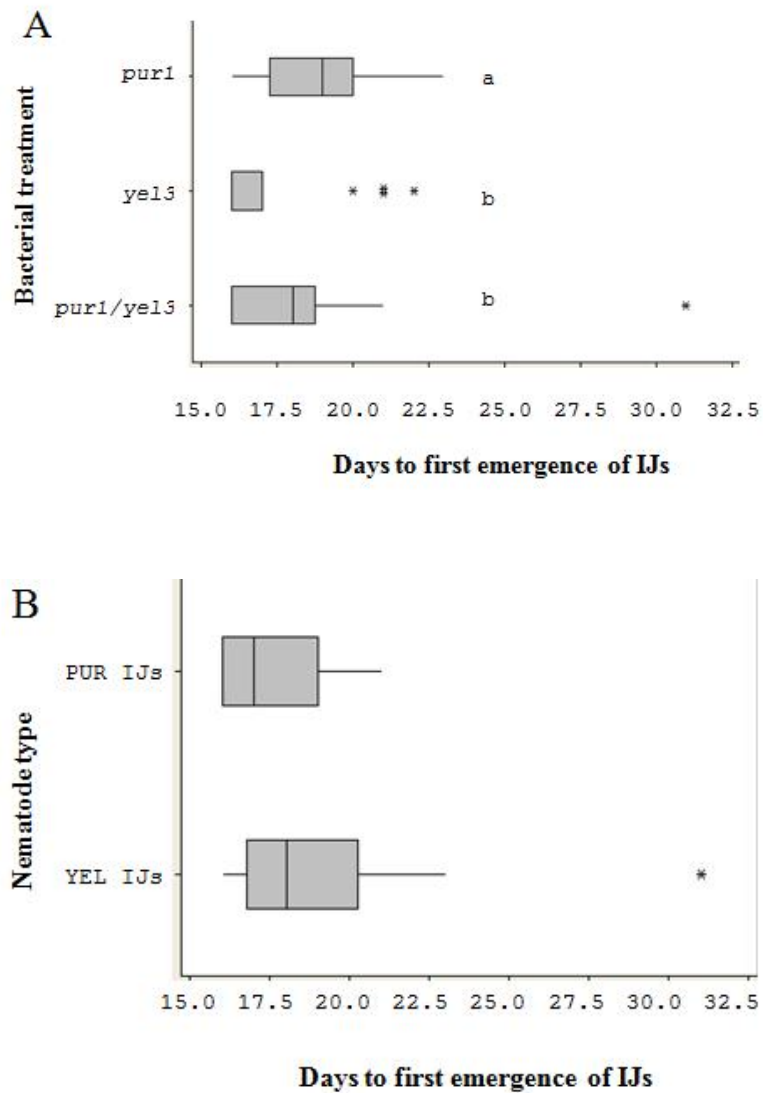 A
Bacterial treatment
pur1
a
yel3
* * *
b
pur1/yel3
b
*
15.0 17.5 20.0 22.5 25.0 27.5 30.0 32.5
Days to first emergence of IJs
B
Nematode type
PUR IJs
YEL IJs
*
15.0 17.5 20.0 22.5 25.0 27.5 30.0 32.5
Days to first emergence of IJs